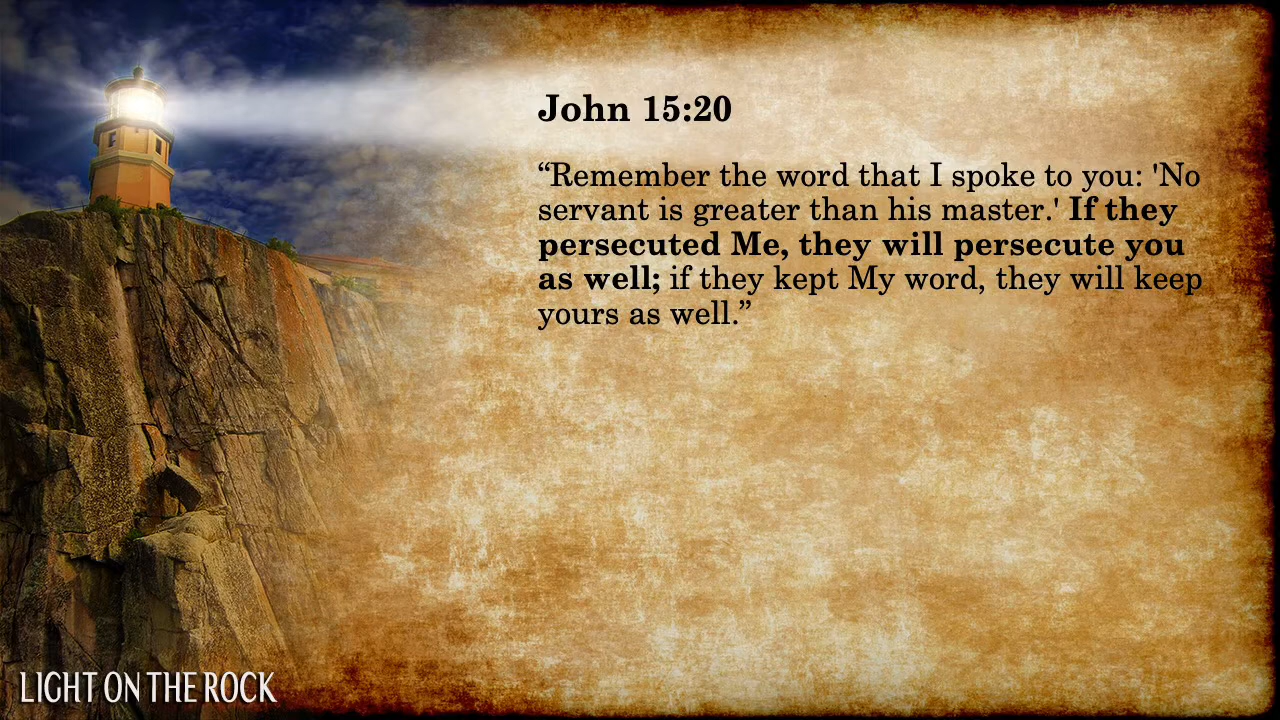 John 15:20
“Remember the word that I spoke to you: 'No
servant is greater than his master.' If they
persecuted Me, they will persecute you
as well; if they kept My word, they will keep
yours as well.”
LIGHT ON THE ROCK